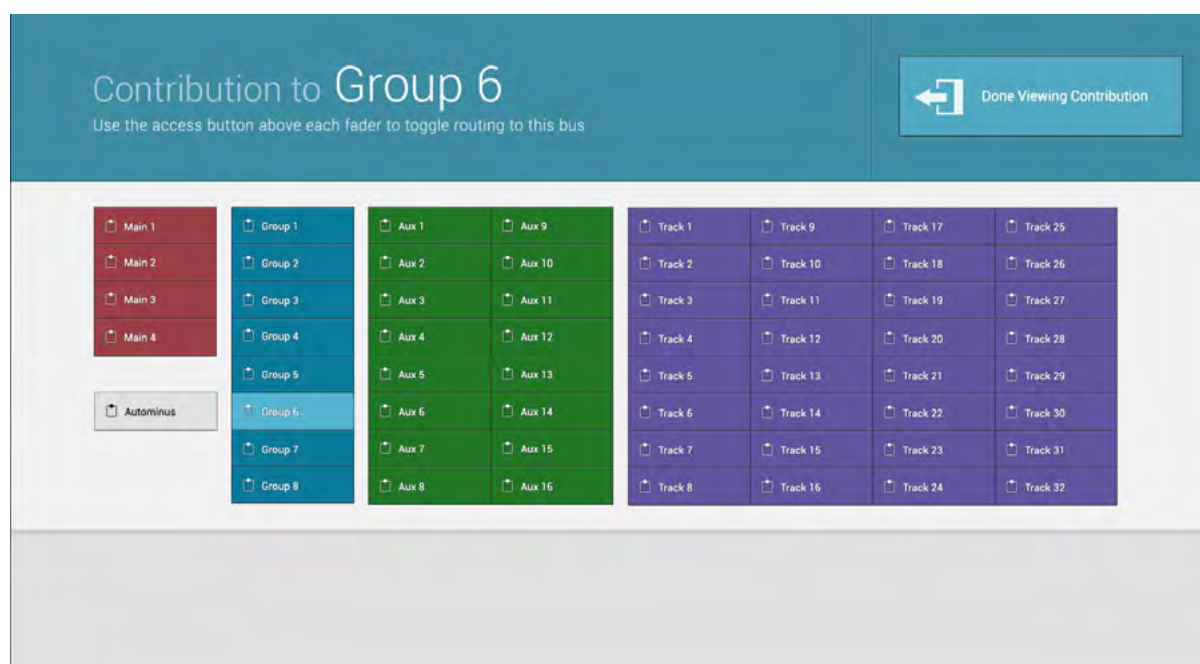 Contribution to Group 6
Use the access button above each fader to toggle routing to this bus
Done Viewing Contribution
Main 1
Main 2
Main 3
Main 4
Autominus
Group 1
Group 2
Group 3
Group 4
Group 5
Group 6
Group 7
Group 8
Aux 1
Aux 2
Aux 3
Aux 4
Aux 5
Aux 6
Aux 7
Aux 8
Aux 9
Aux 10
Aux 11
Aux 12
Aux 13
Aux 14
Aux 15
Aux 16
Track 1
Track 2
Track 3
Track 4
Track 5
Track 6
Track 7
Track 8
Track 9
Track 10
Track 11
Track 12
Track 13
Track 14
Track 15
Track 16
Track 17
Track 18
Track 19
Track 20
Track 21
Track 22
Track 23
Track 24
Track 25
Track 26
Track 27
Track 28
Track 29
Track 30
Track 31
Track 32